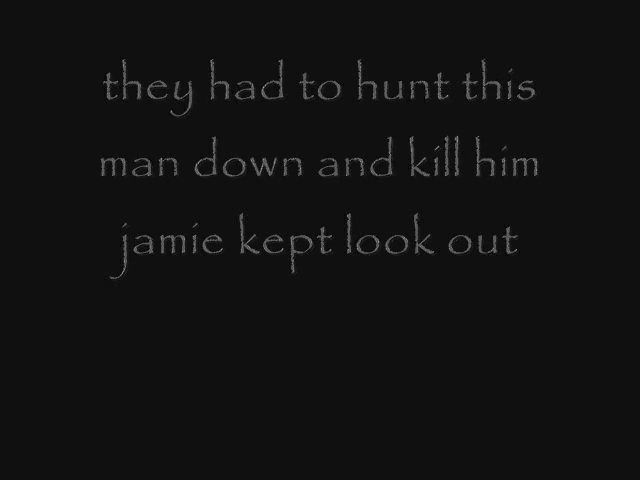 they had to hunt this
man down and kill him
jamie kept look out